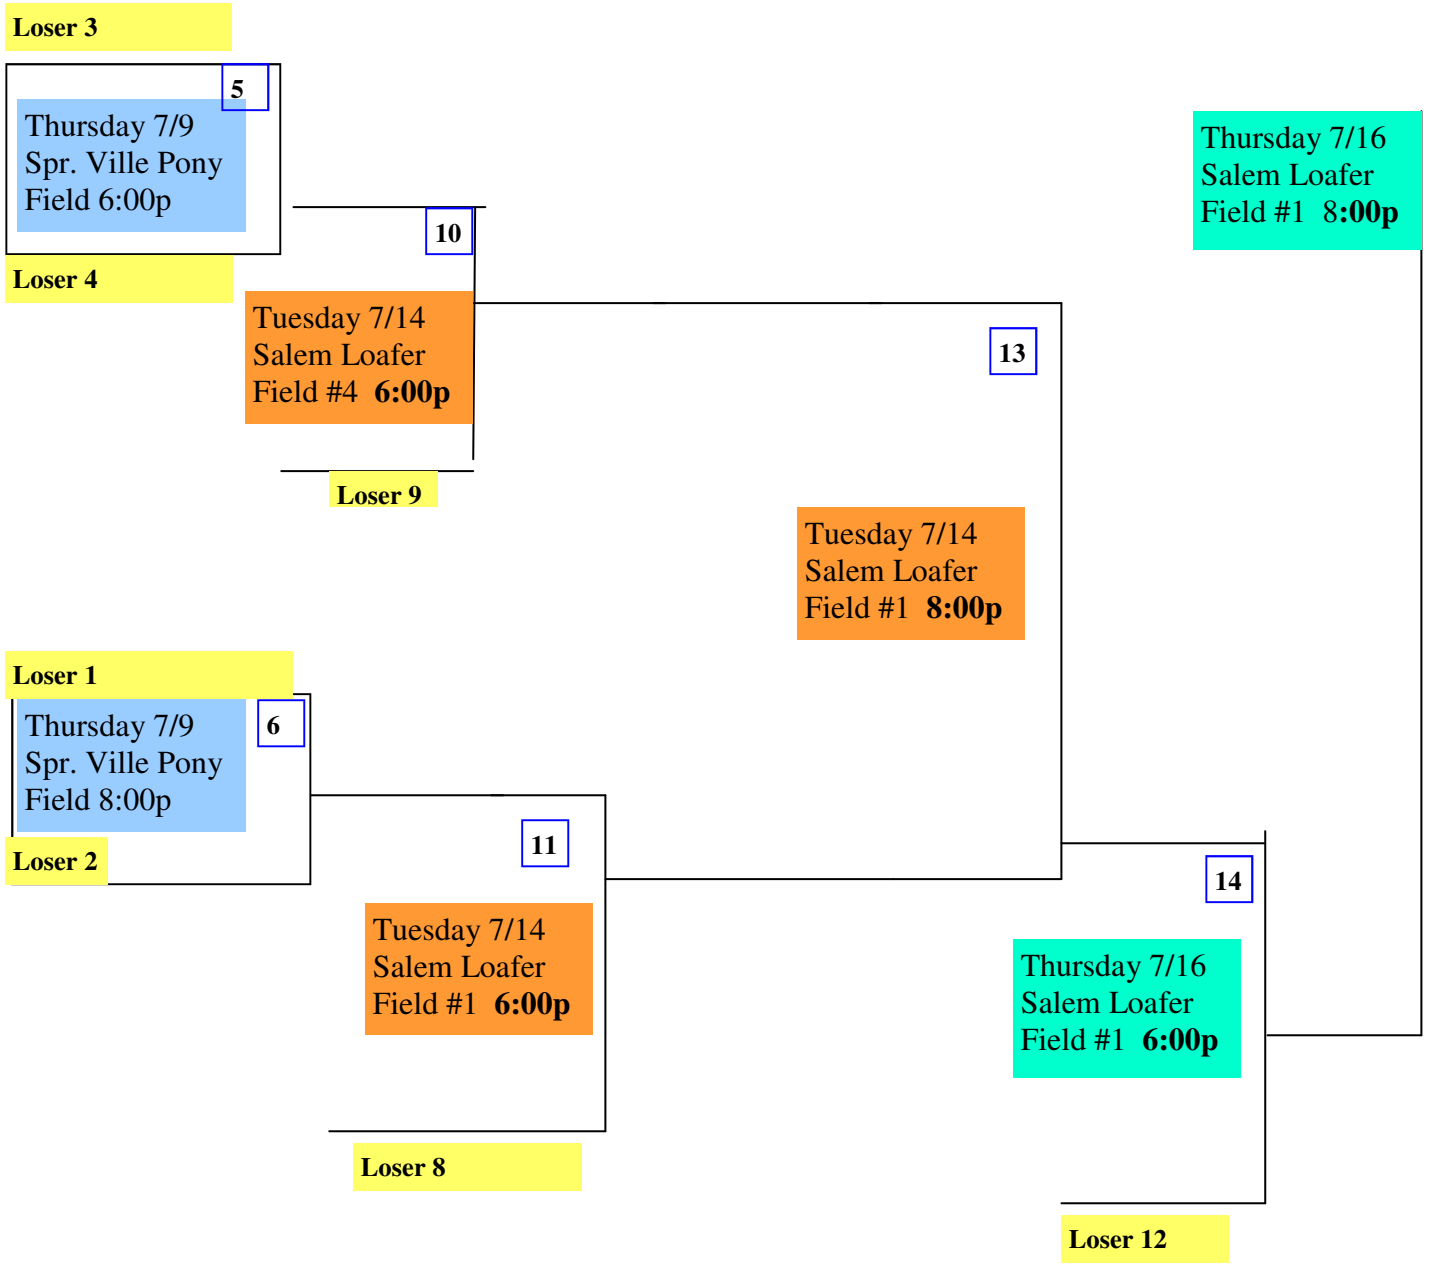 Loser 3
5
Thursday 7/9
Spr. Ville Pony
Field 6:00p
Loser 4
10
Tuesday 7/14
Salem Loafer
Field #4 6:00p
Loser 9
Thursday 7/16
Salem Loafer
Field #1 8:00p
13
Tuesday 7/14
Salem Loafer
Field #1 8:00p
Loser 1
6
Thursday 7/9
Spr. Ville Pony
Field 8:00p
Loser 2
11
Tuesday 7/14
Salem Loafer
Field #1 6:00p
Loser 8
14
Thursday 7/16
Salem Loafer
Field #1 6:00p
Loser 12